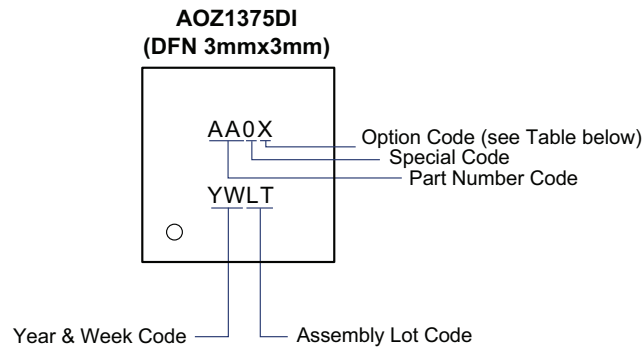 AOZ1375DI
(DFN 3mmx3mm)
AA0X
Option Code (see Table below)
Special Code
Part Number Code
YWLT
Year & Week Code
Assembly Lot Code